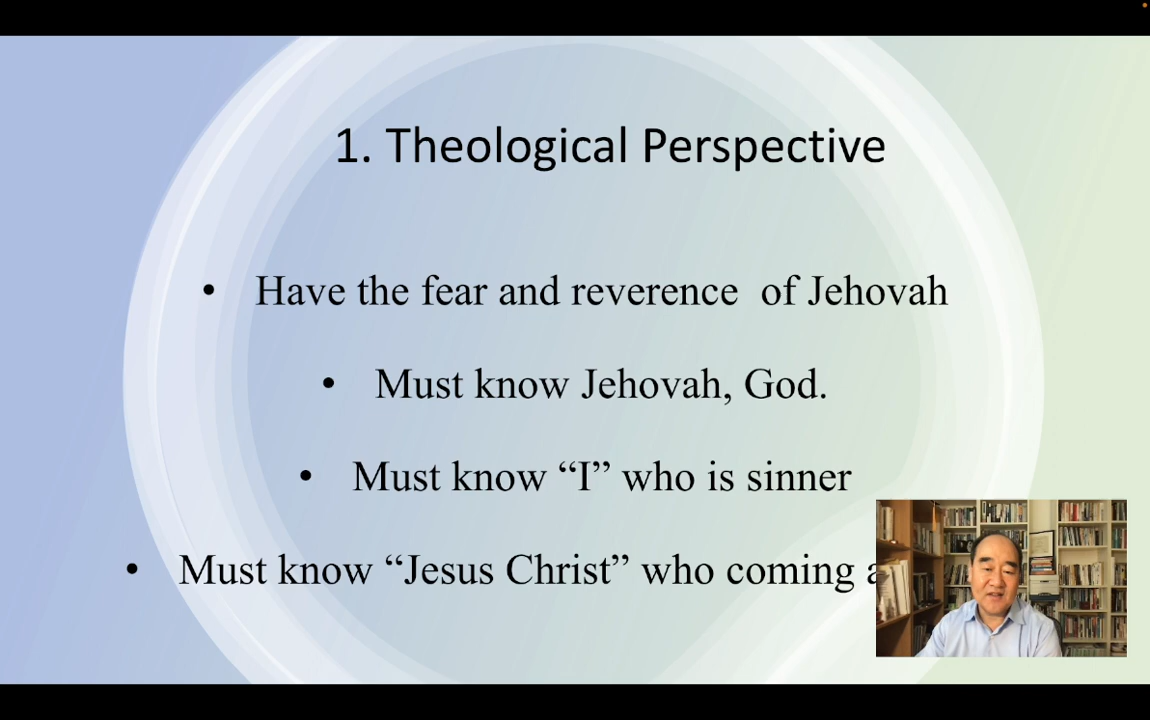 1. Theological Perspective
• Have the fear and reverence of Jehovah
• Must know Jehovah, God.
• Must know “I” who is sinner
• Must know “Jesus Christ” who coming